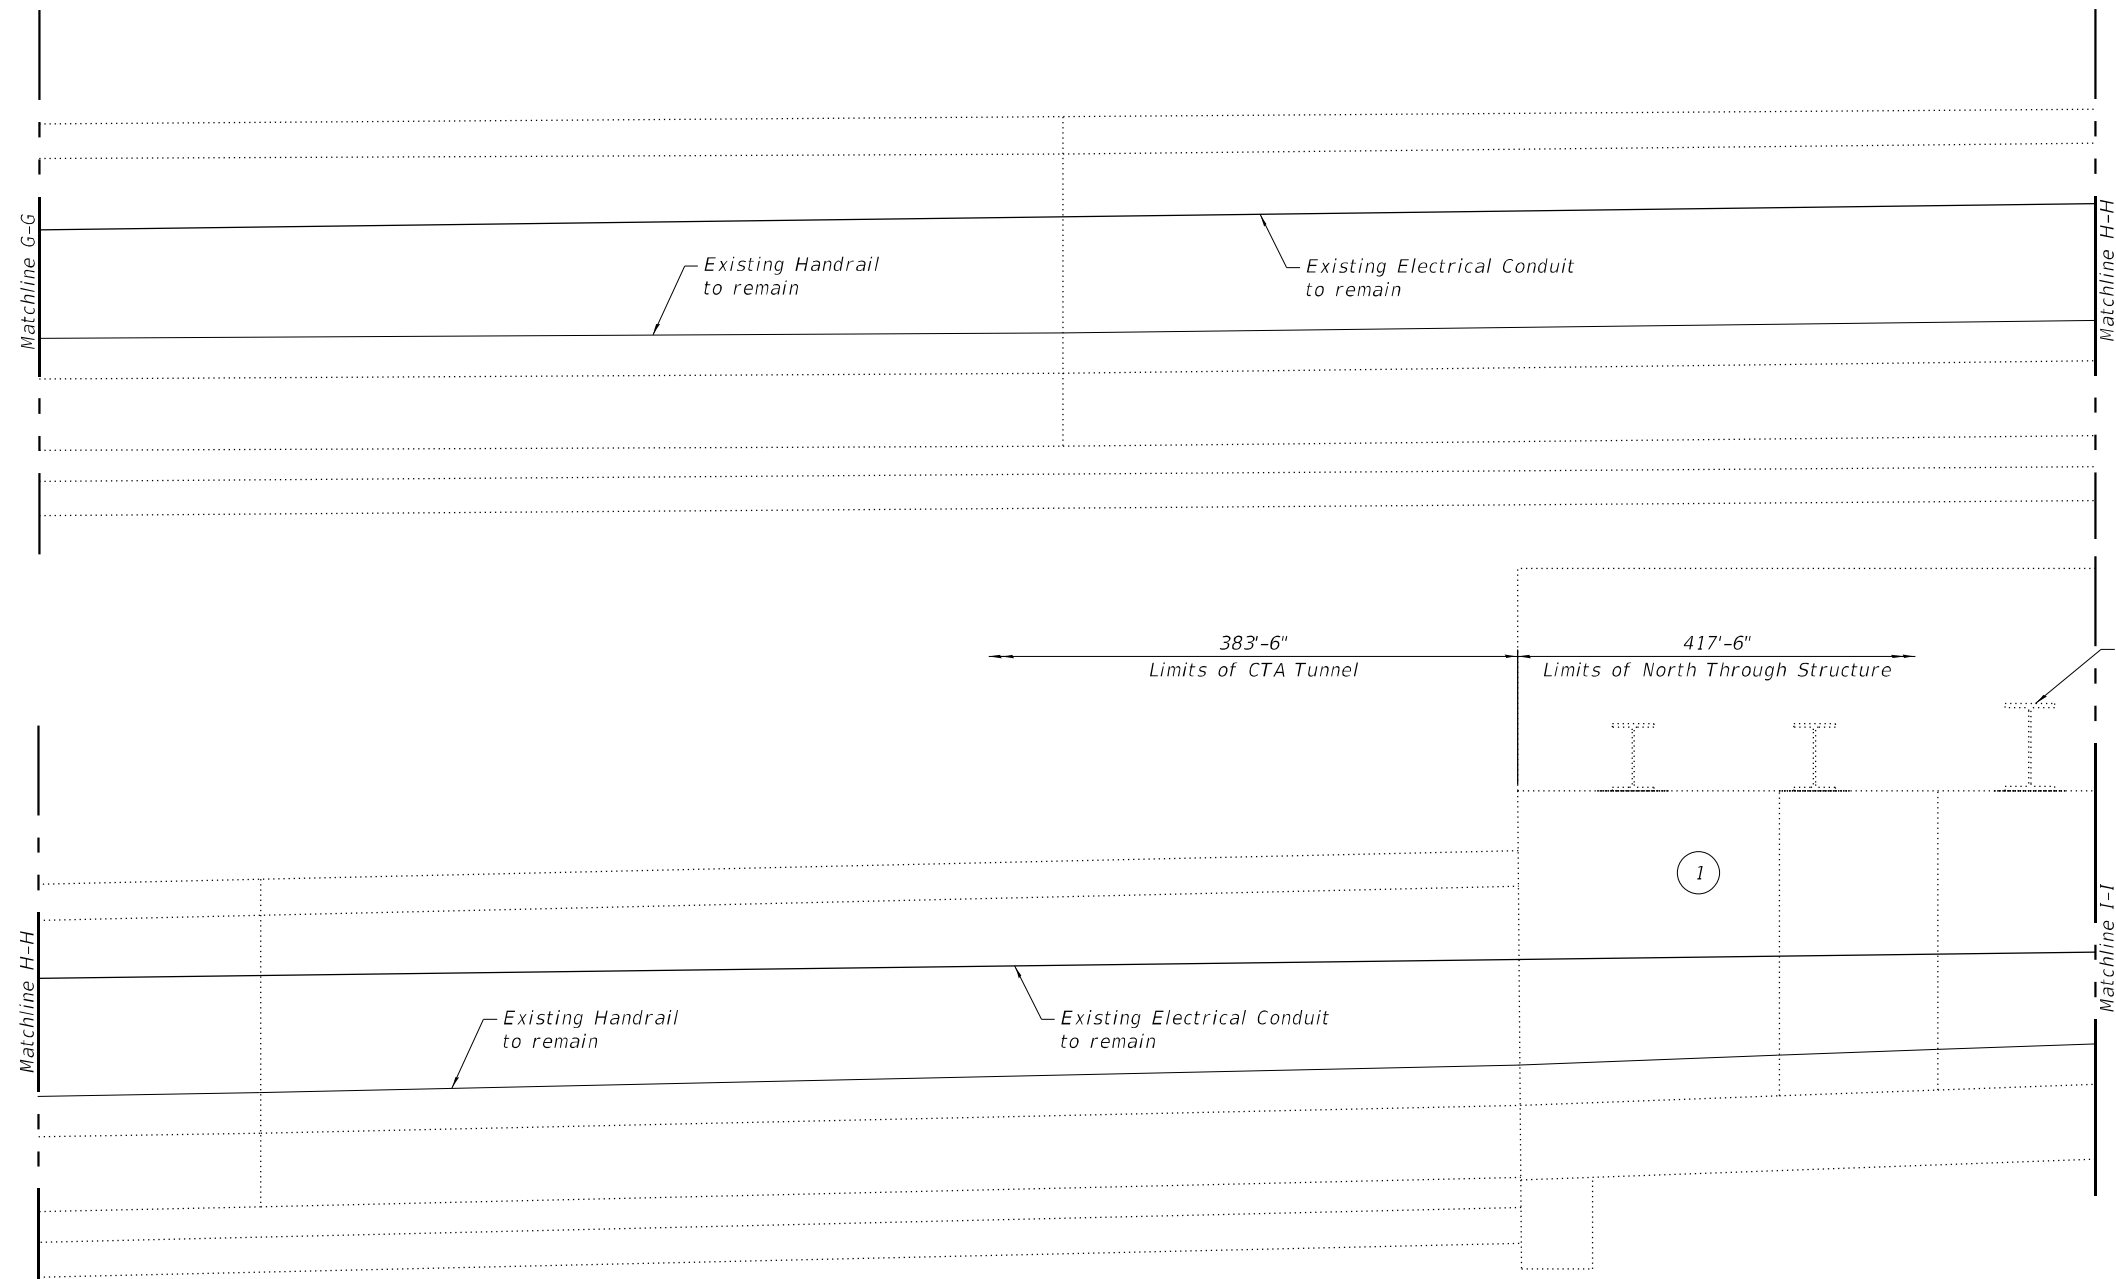 Matchline G-G
Existing Handrail
to remain
Existing Electrical Conduit
to remain
Matchline H-H
383'-6"
Limits of CTA Tunnel
417'-6"
Limits of North Through Structure
1
Matchline H-H
Existing Handrail
to remain
Existing Electrical Conduit
to remain
Matchline I-I